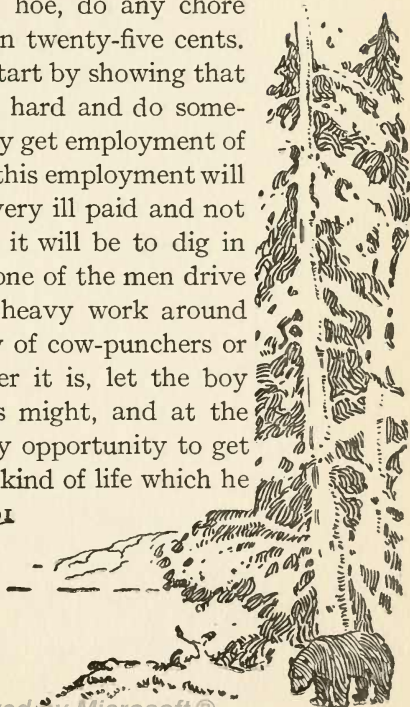 hoe, do any chore
twenty-five cents.
start by showing that
hard and do some-
get employment of
this employment will
very ill paid and not
it will be to dig in
one of the men drive
heavy work around
of cow-punchers or
it is, let the boy
might, and at the
opportunity to get
kind of life which he
by Microsoft®